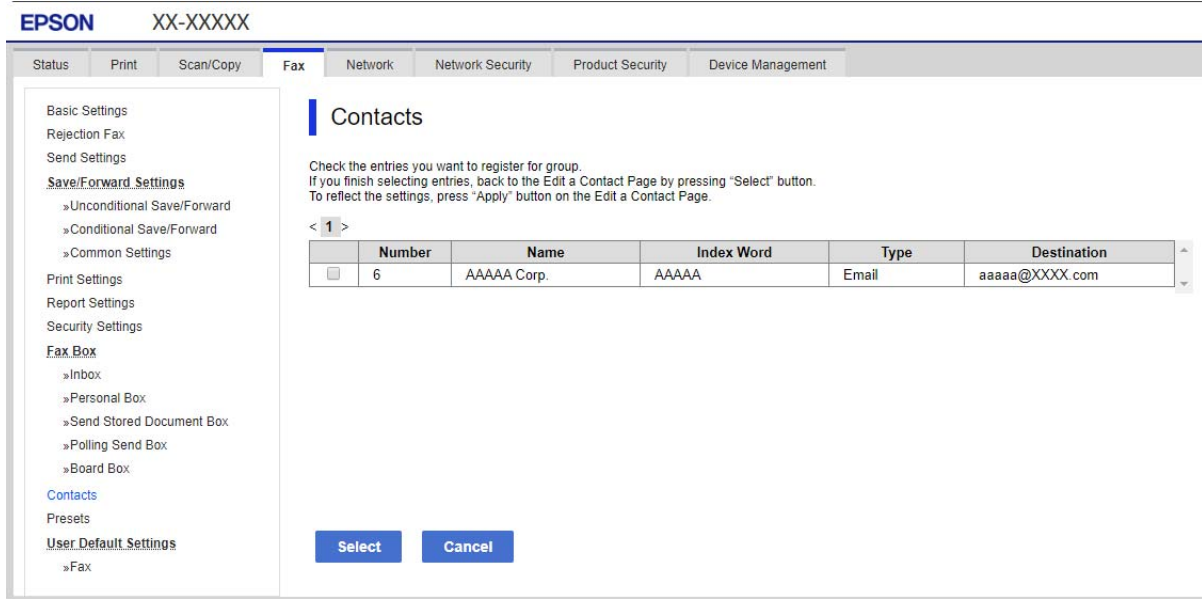 EPSON XX-XXXXX
Status Print Scan/Copy Fax Network Network Security Product Security Device Management
Basic Settings
Rejection Fax
Send Settings
Save/Forward Settings
»Unconditional Save/Forward
»Conditional Save/Forward
»Common Settings
Print Settings
Report Settings
Security Settings
Fax Box
»Inbox
»Personal Box
»Send Stored Document Box
»Polling Send Box
»Board Box
Contacts
Presets
User Default Settings
»Fax
Contacts
Check the entries you want to register for group.
If you finish selecting entries, back to the Edit a Contact Page by pressing “Select” button.
To reflect the settings, press “Apply” button on the Edit a Contact Page.
< 1 >
Number Name Index Word Type Destination
6 AAAAA Corp. AAAAA Email aaaaa@XXXX.com
Select Cancel